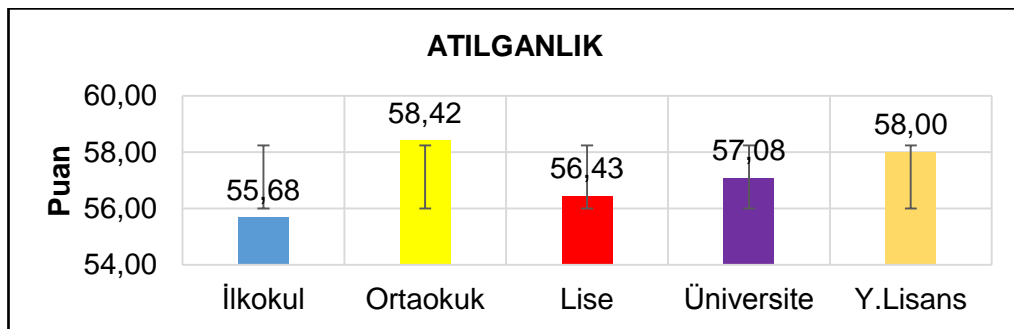 ATILGANLIK
Puan
60,00
58,00
56,00
54,00
55,68
58,42
56,43
57,08
58,00
İlkokul
Ortaokuk
Lise
Üniversite
Y.Lisans